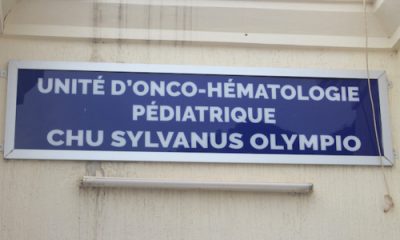 UNITÉ D'ONCO-HÉMATOLOGIE
PÉDIATRIQUE
CHU SYLVANUS OLYMPIO